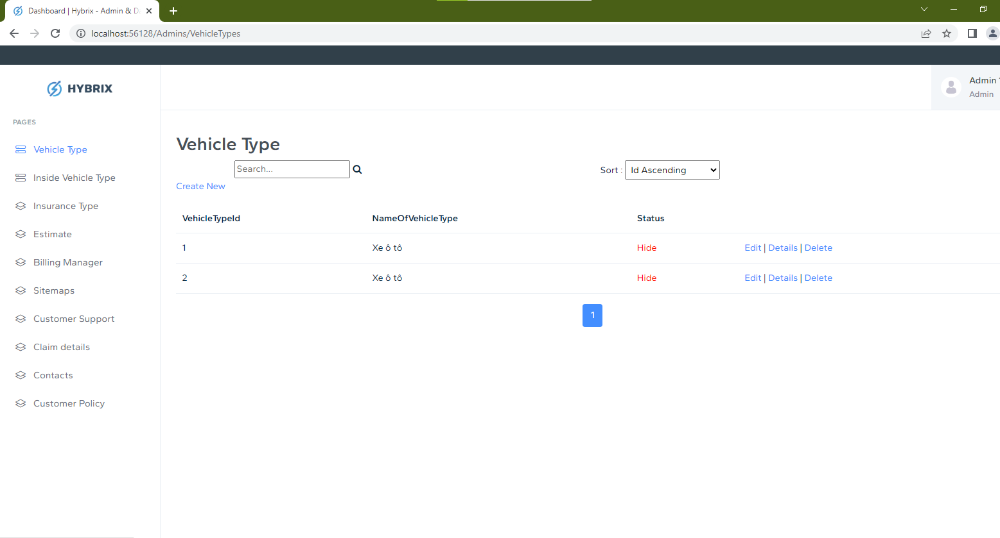 Dashboard | Hybrix - Admin & D
localhost:56128/Admins/VehicleTypes
HYBRIX
Admin
Admin
PAGES
Vehicle Type
Inside Vehicle Type
Insurance Type
Estimate
Billing Manager
Sitemaps
Customer Support
Claim details
Contacts
Customer Policy
Vehicle Type
Search...
Sort : Id Ascending
Create New
VehicleTypeId NameOfVehicleType Status
1 Xe ô tô Hide Edit | Details | Delete
2 Xe ô tô Hide Edit | Details | Delete
1